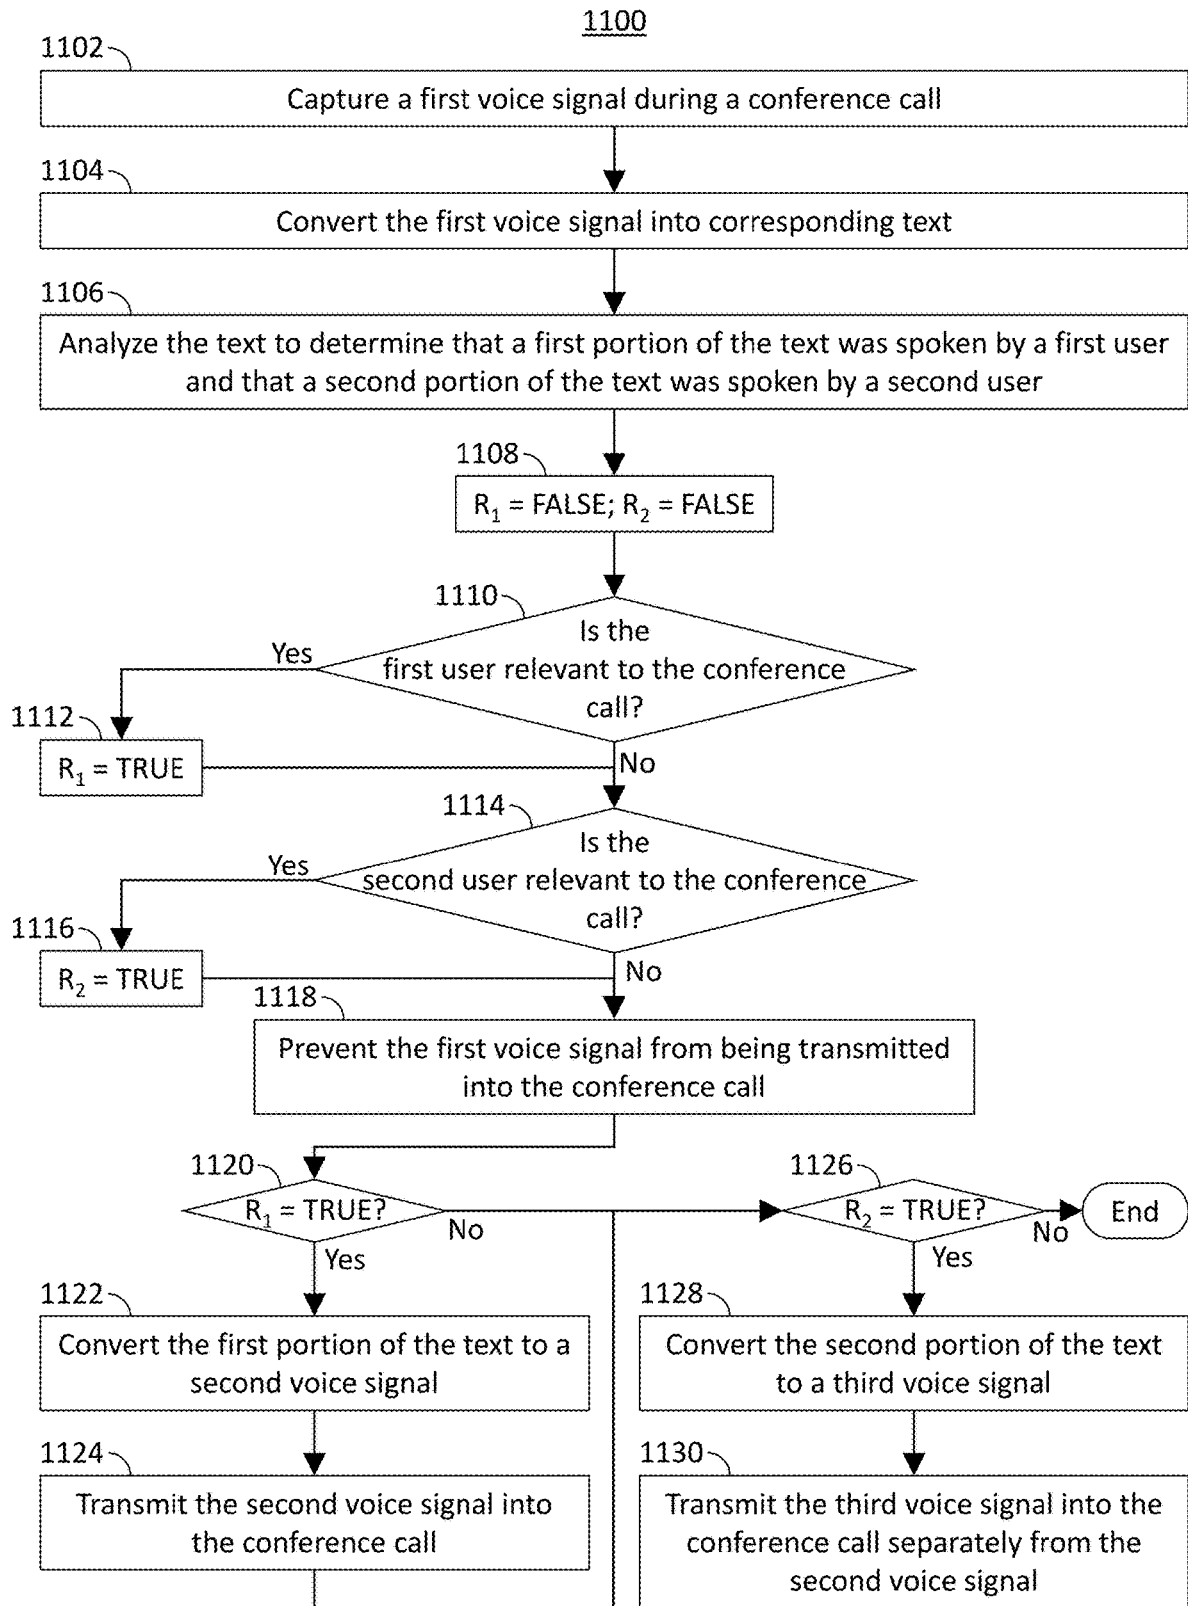 1100
1102
Capture a first voice signal during a conference call
1104
Convert the first voice signal into corresponding text
1106
Analyze the text to determine that a first portion of the text was spoken by a first user
and that a second portion of the text was spoken by a second user
1108
R₁ = FALSE; R₂ = FALSE
1110
Is the
first user relevant to the conference
call?
Yes
No
1112
R₁ = TRUE
1114
Is the
second user relevant to the conference
call?
Yes
No
1116
R₂ = TRUE
1118
Prevent the first voice signal from being transmitted
into the conference call
1120
R₁ = TRUE?
No
Yes
1122
Convert the first portion of the text to a
second voice signal
1124
Transmit the second voice signal into
the conference call
1126
R₂ = TRUE?
No
End
Yes
1128
Convert the second portion of the text
to a third voice signal
1130
Transmit the third voice signal into the
conference call separately from the
second voice signal